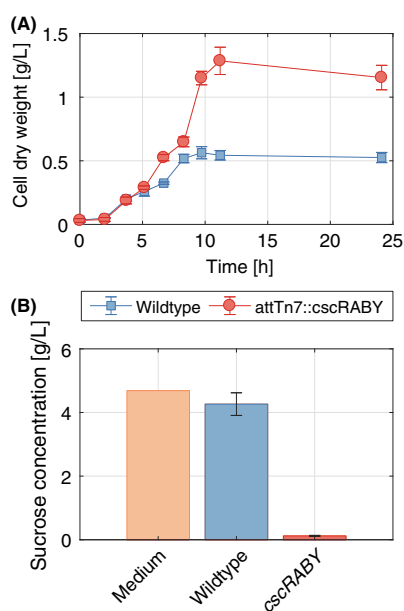 (A)
Cell dry weight [g/L]
1.5
1
0.5
0
0 5 10 15 20 25
Time [h]
(B)
Wildtype attTn7::cscRABY
Sucrose concentration [g/L]
6
4
2
0
Medium Wildtype cscRABY